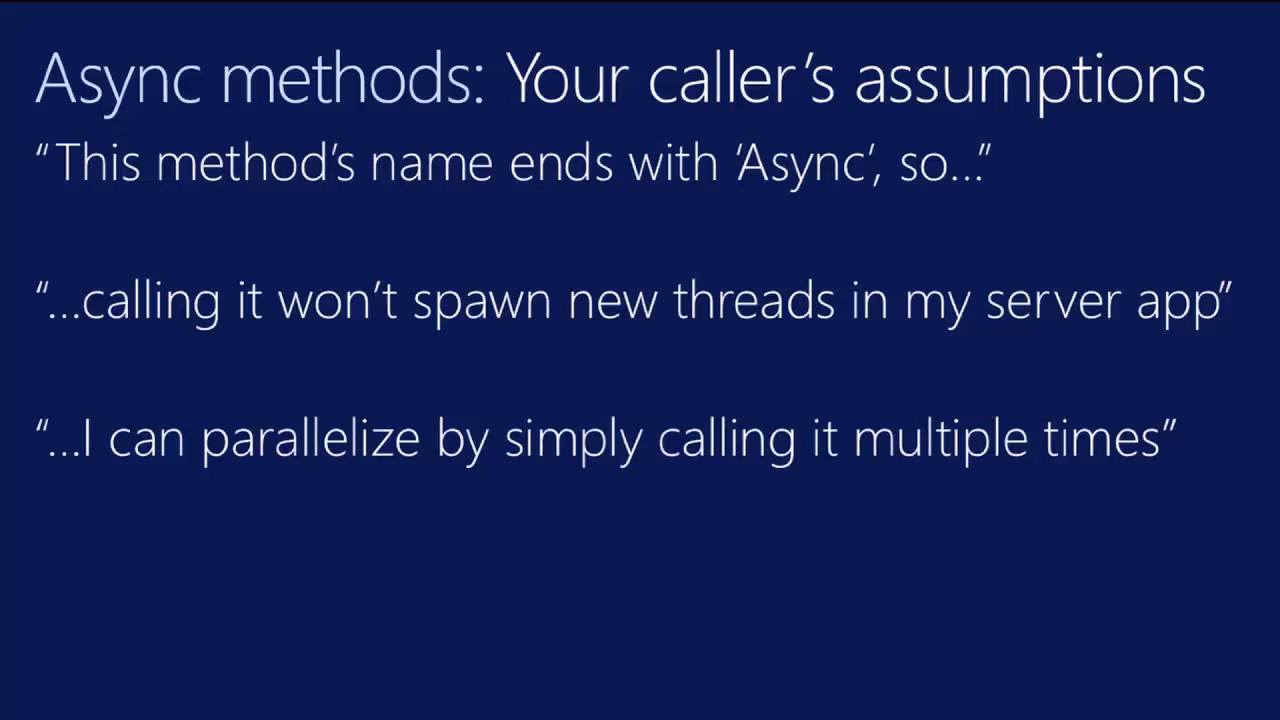 Async methods: Your caller’s assumptions
“This method’s name ends with ‘Async’, so…”
“…calling it won’t spawn new threads in my server app”
“…I can parallelize by simply calling it multiple times”